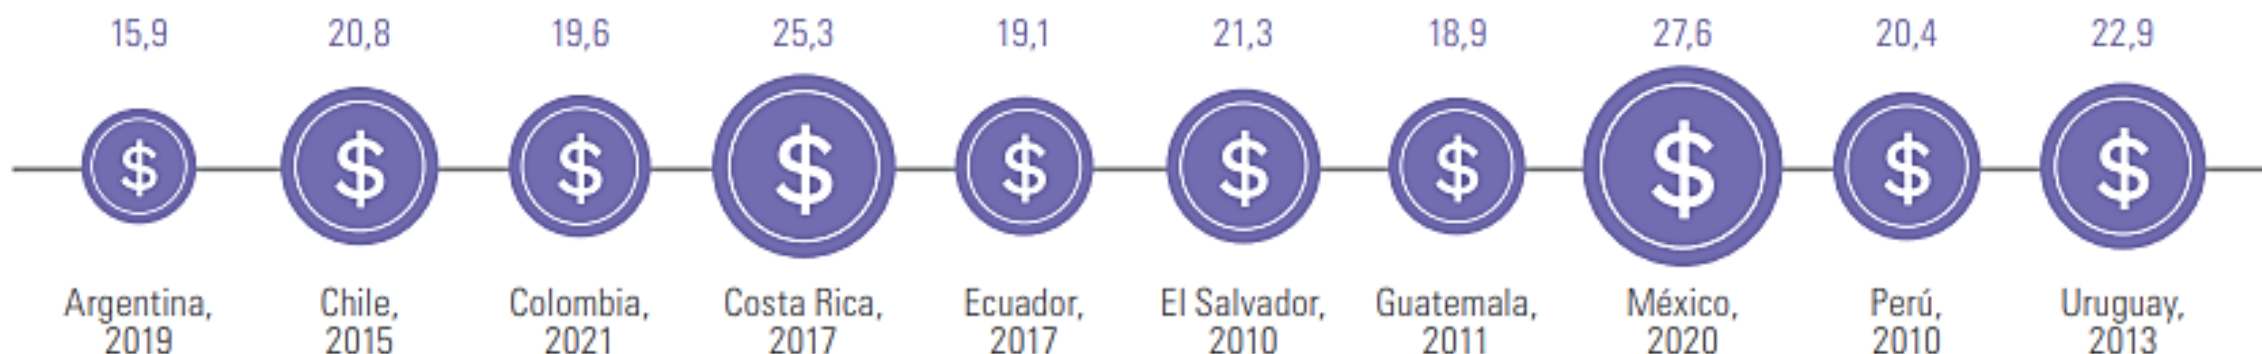 15,9 20,8 19,6 25,3 19,1 21,3 18,9 27,6 20,4 22,9
$ $ $ $ $ $ $ $ $ $
Argentina, Chile, Colombia, Costa Rica, Ecuador, El Salvador, Guatemala, México, Perú, Uruguay,
2019 2015 2021 2017 2017 2010 2011 2020 2010 2013